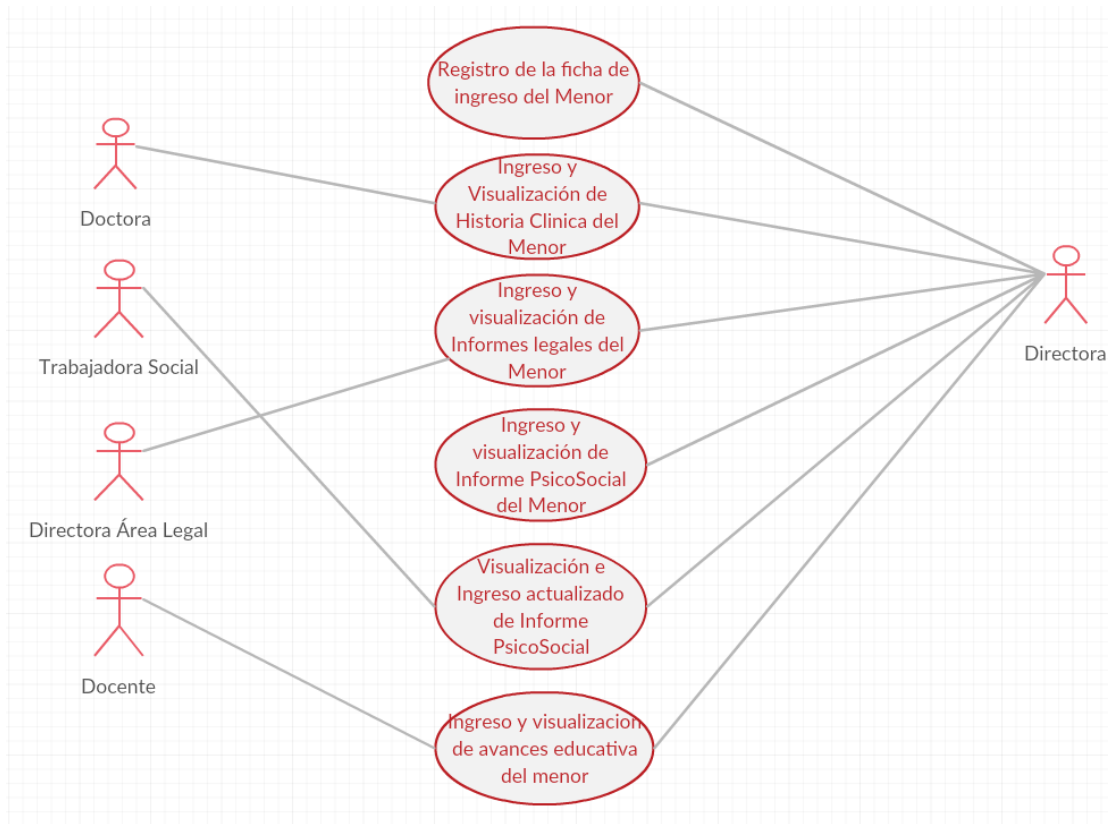 Registro de la ficha de
ingreso del Menor
Ingreso y
Visualización de
Historia Clinica del
Menor
Doctora
Ingreso y
visualización de
Informes legales del
Menor
Trabajadora Social
Directora
Ingreso y
visualización de
Informe PsicoSocial
del Menor
Directora Área Legal
Visualización e
Ingreso actualizado
de Informe
PsicoSocial
Docente
Ingreso y visualizacion
de avances educativa
del menor